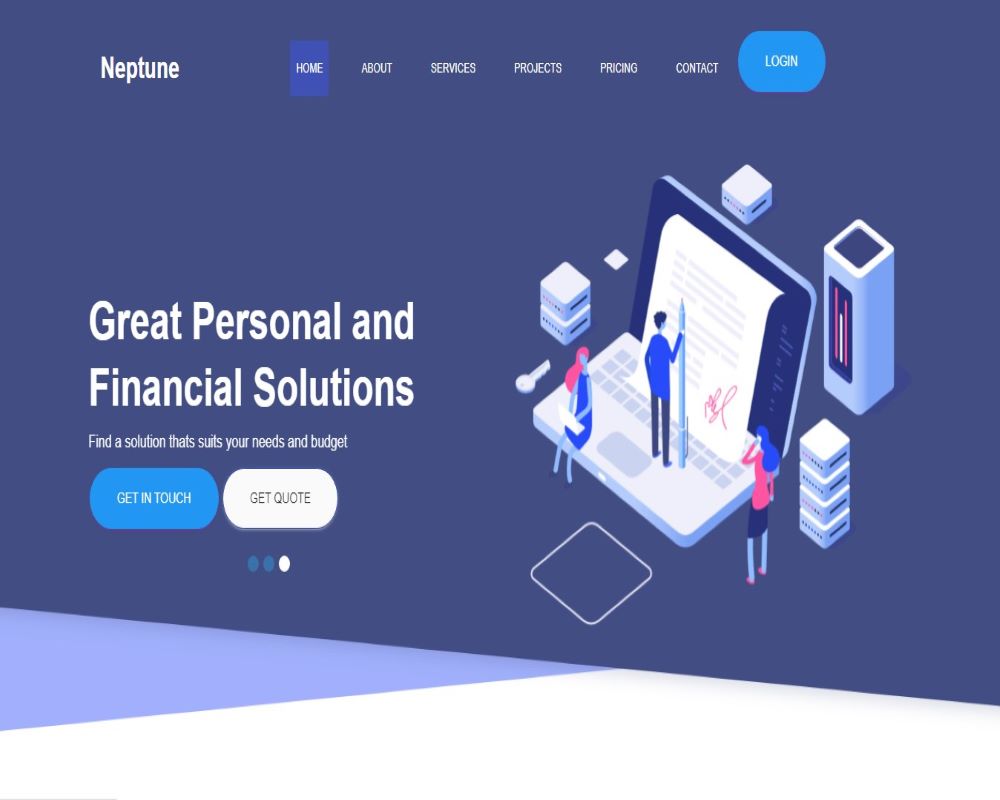 Neptune
HOME ABOUT SERVICES PROJECTS PRICING CONTACT LOGIN
Great Personal and
Financial Solutions
Find a solution thats suits your needs and budget
GET IN TOUCH GET QUOTE